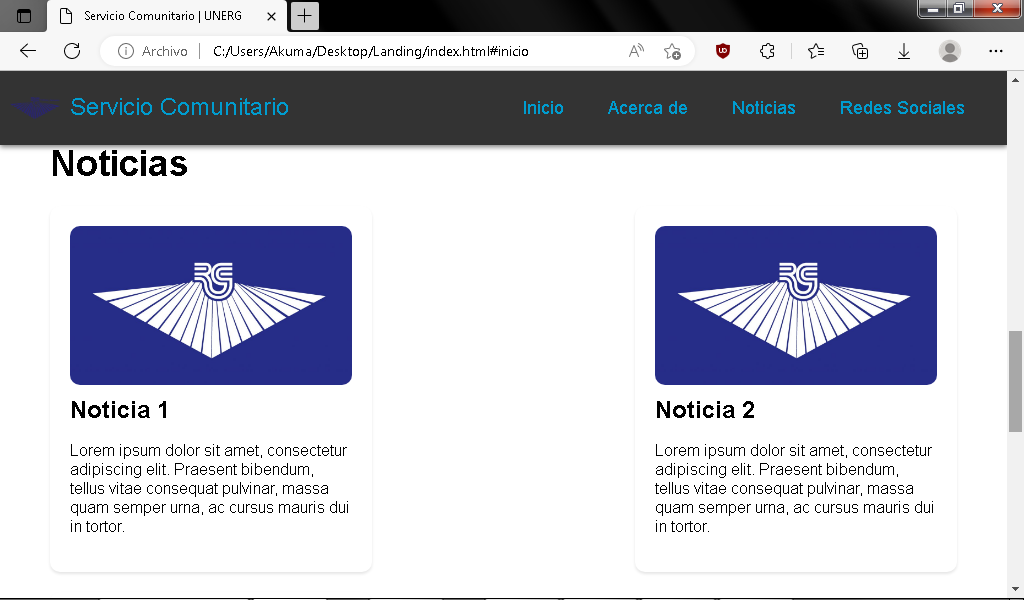 Servicio Comunitario | UNERG
Archivo
C:/Users/Akuma/Desktop/Landing/index.html#inicio
Servicio Comunitario
Inicio
Acerca de
Noticias
Redes Sociales
Noticias
RG
Noticia 1
Lorem ipsum dolor sit amet, consectetur
adipiscing elit. Praesent bibendum,
tellus vitae consequat pulvinar, massa
quam semper urna, ac cursus mauris dui
in tortor.
RG
Noticia 2
Lorem ipsum dolor sit amet, consectetur
adipiscing elit. Praesent bibendum,
tellus vitae consequat pulvinar, massa
quam semper urna, ac cursus mauris dui
in tortor.